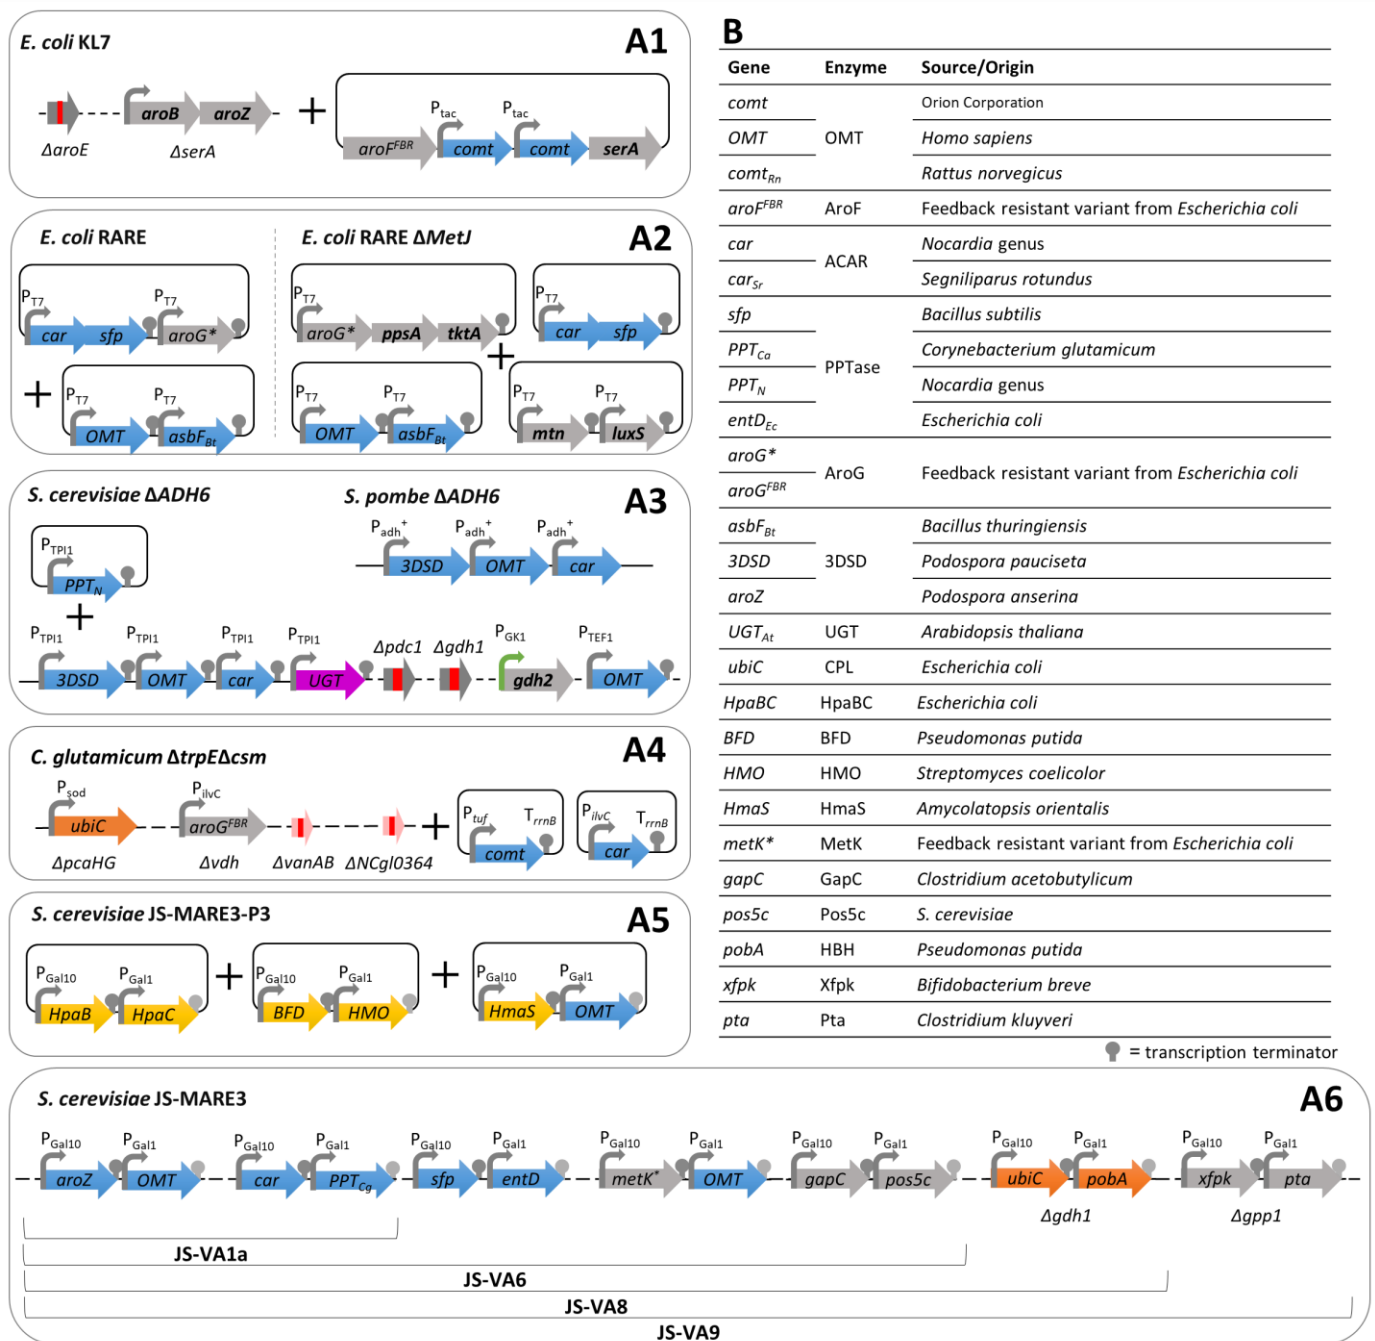 E. coli KL7
A1
aroB
aroZ
ΔaroE
ΔserA
+
Ptac
Ptac
aroF^FBR
comt
comt
serA
E. coli RARE
E. coli RARE ΔMetJ
A2
PT7
PT7
car
sfp
aroG*
+
PT7
PT7
OMT
asbFBt
PT7
aroG*
ppsA
tktA
PT7
car
sfp
+
PT7
PT7
OMT
asbFBt
PT7
PT7
mtn
luxS
S. cerevisiae ΔADH6
S. pombe ΔADH6
A3
PTPI1
PPTN
+
Padh+
Padh+
Padh+
3DSD
OMT
car
PTPI1
PTPI1
PTPI1
PTPI1
Δpdc1
Δgdh1
PGK1
PTEF1
3DSD
OMT
car
UGT
gdh2
OMT
C. glutamicum ΔtrpEΔcsm
A4
Psod
PilvC
ubiC
aroG^FBR
ΔpcaHG
Δvdh
ΔvanAB
ΔNCgl0364
+
Ptuf
TrrnB
comt
PilvC
TrrnB
car
S. cerevisiae JS-MARE3-P3
A5
PGal10
PGal1
HpaB
HpaC
+
PGal10
PGal1
BFD
HMO
+
PGal10
PGal1
HmaS
OMT
B
Gene Enzyme Source/Origin
comt Orion Corporation
OMT OMT Homo sapiens
comtRn Rattus norvegicus
aroF^FBR AroF Feedback resistant variant from Escherichia coli
car Nocardia genus
ACAR
carSr Segniliparus rotundus
sfp Bacillus subtilis
PPTCa Corynebacterium glutamicum
PPTase
PPTN Nocardia genus
entDEc Escherichia coli
aroG*
AroG Feedback resistant variant from Escherichia coli
aroG^FBR
asbFBt Bacillus thuringiensis
3DSD 3DSD Podospora pauciseta
aroZ Podospora anserina
UGTAt UGT Arabidopsis thaliana
ubiC CPL Escherichia coli
HpaBC HpaBC Escherichia coli
BFD BFD Pseudomonas putida
HMO HMO Streptomyces coelicolor
HmaS HmaS Amycolatopsis orientalis
metK* MetK Feedback resistant variant from Escherichia coli
gapC GapC Clostridium acetobutylicum
pos5c Pos5c S. cerevisiae
pobA HBH Pseudomonas putida
xfpk Xfpk Bifidobacterium breve
pta Pta Clostridium kluyveri
= transcription terminator
S. cerevisiae JS-MARE3
A6
PGal10 PGal1 PGal10 PGal1 PGal10 PGal1 PGal10 PGal1 PGal10 PGal1 PGal10 PGal1 PGal10 PGal1
aroZ OMT car PPTCg sfp entD metK* OMT gapC pos5c ubiC pobA xfpk pta
Δgdh1 Δgpp1
JS-VA1a
JS-VA6
JS-VA8
JS-VA9